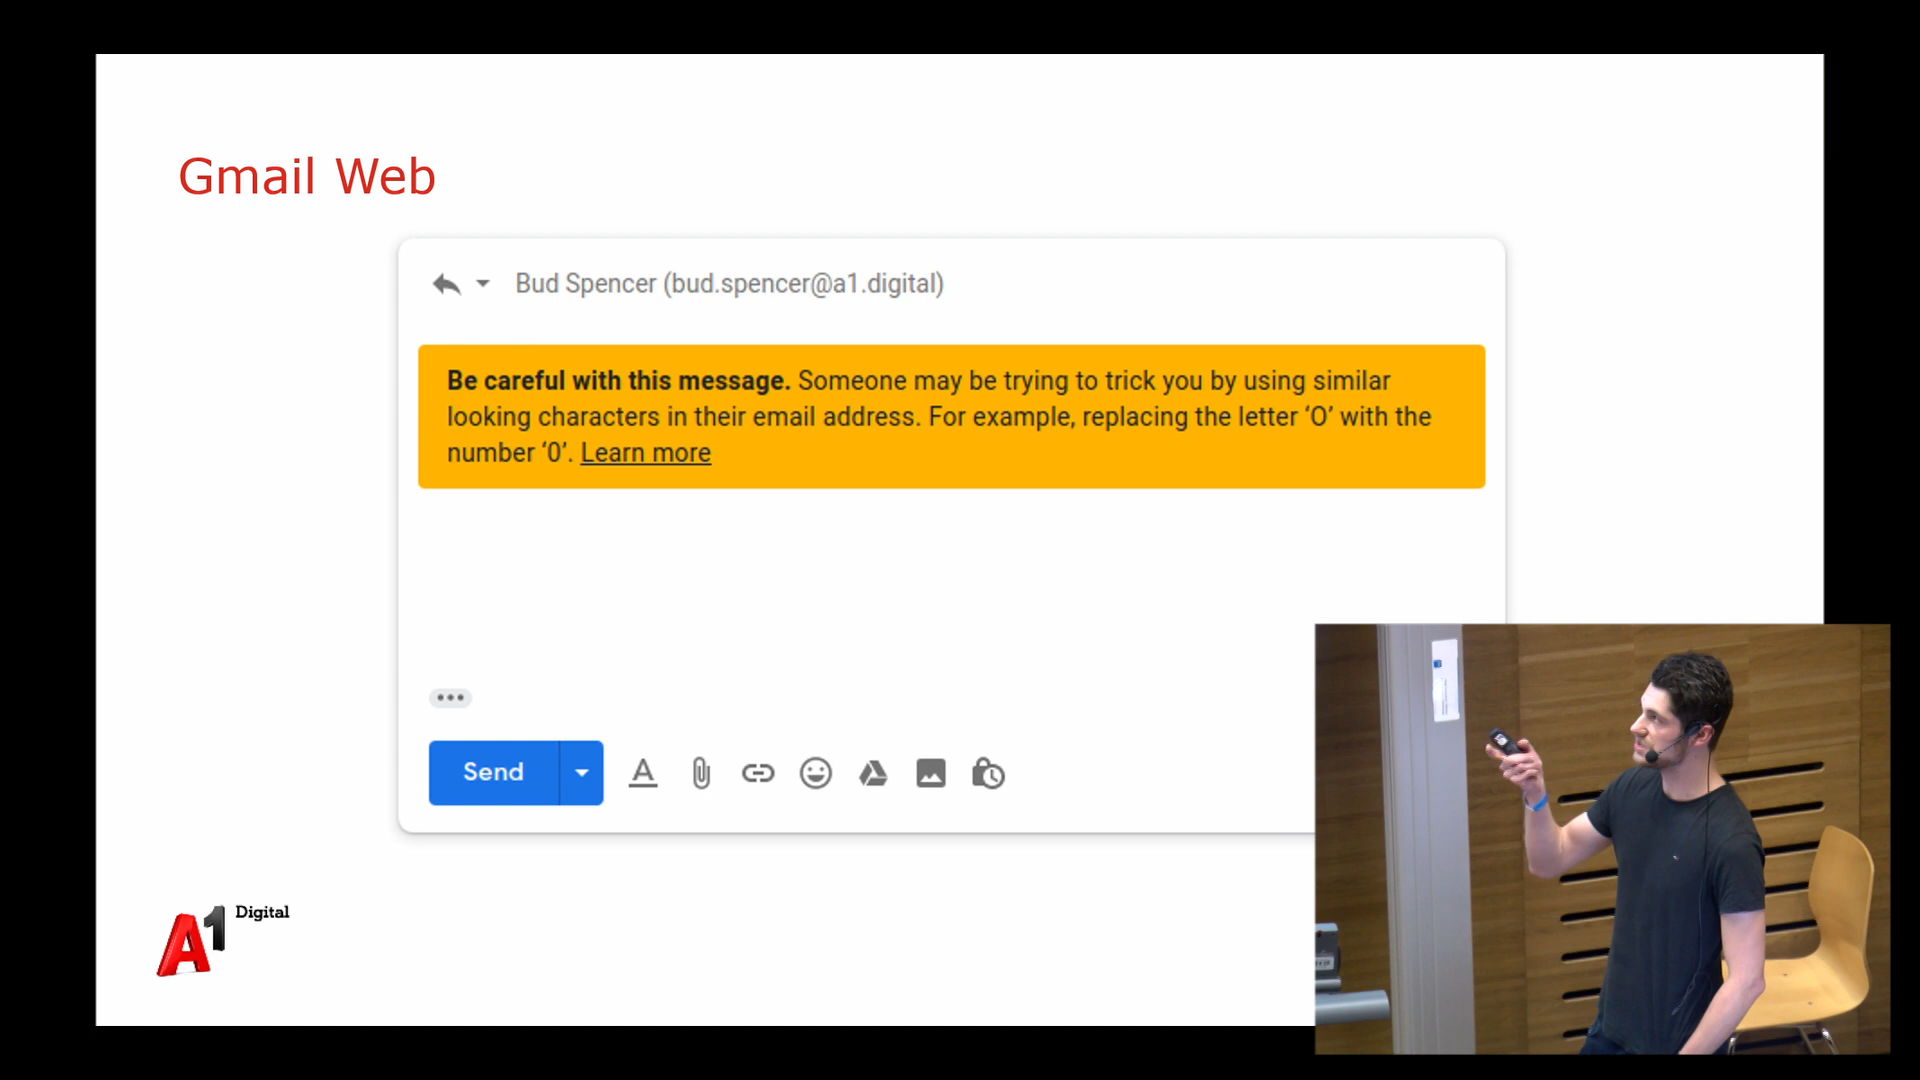 Gmail Web
Bud Spencer (bud.spencer@a1.digital)
Be careful with this message. Someone may be trying to trick you by using similar
looking characters in their email address. For example, replacing the letter ‘O’ with the
number ‘0’. Learn more
Send
A1 Digital